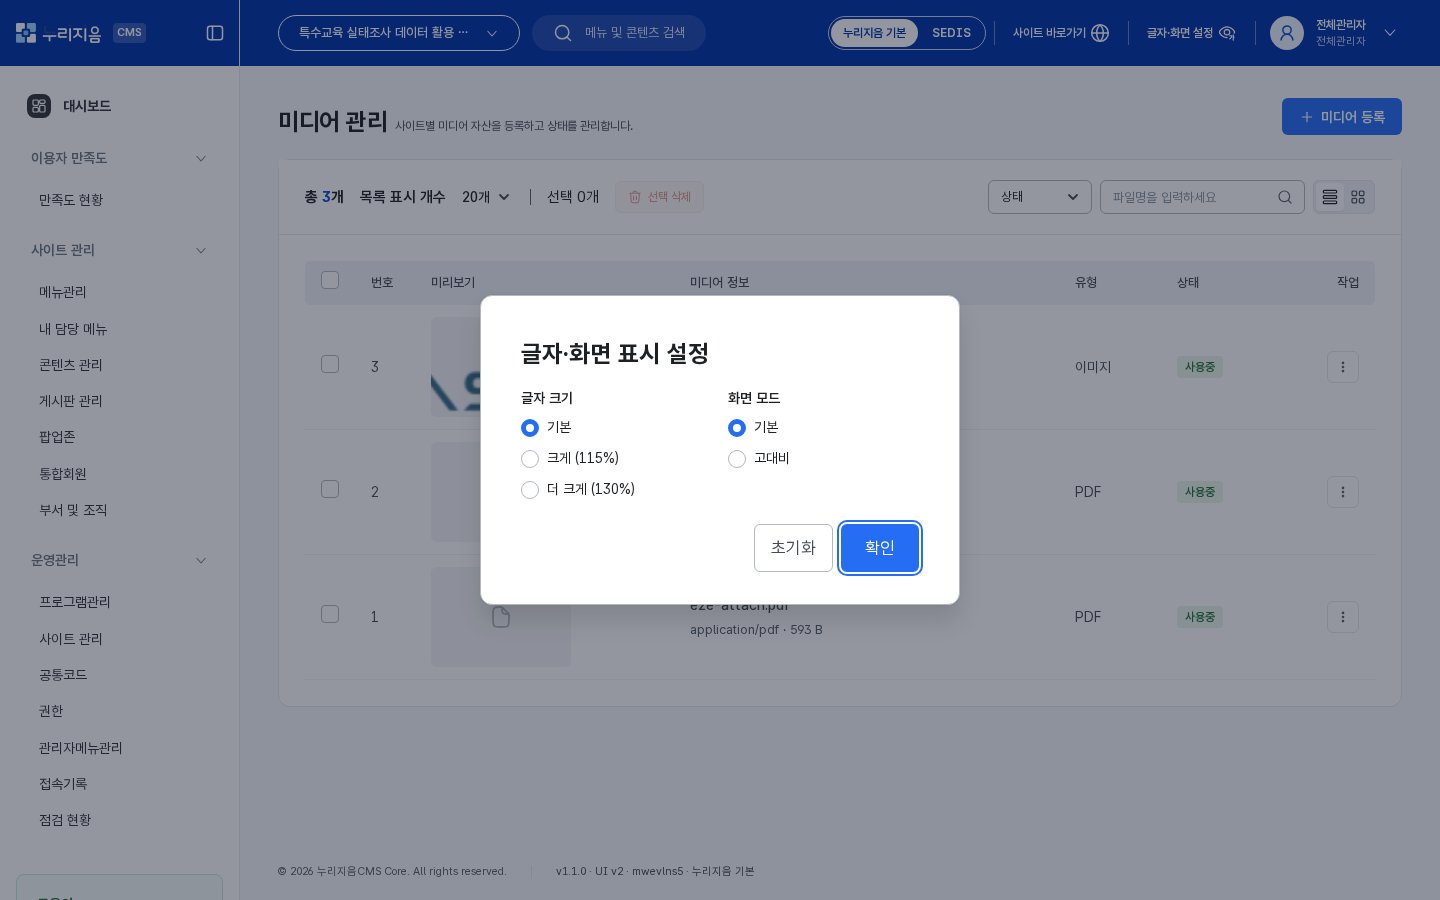 누리지음 CMS
특수교육 실태조사 데이터 활용 ···
메뉴 및 콘텐츠 검색
누리지음 기본
SEDIS
사이트 바로가기
글자·화면 설정
전체관리자
전체관리자
대시보드
이용자 만족도
만족도 현황
사이트 관리
메뉴관리
내 담당 메뉴
콘텐츠 관리
게시판 관리
팝업존
통합회원
부서 및 조직
운영관리
프로그램관리
사이트 관리
공통코드
권한
관리자메뉴관리
접속기록
점검 현황
미디어 관리 사이트별 미디어 자산을 등록하고 상태를 관리합니다.
미디어 등록
총 3개 목록 표시 개수 20개 선택 0개 선택 삭제
상태
파일명을 입력하세요
번호 미리보기 미디어 정보 유형 상태 작업
3 이미지 사용중
2 PDF 사용중
1 PDF 사용중
application/pdf · 593 B
글자·화면 표시 설정
글자 크기
기본
크게 (115%)
더 크게 (130%)
화면 모드
기본
고대비
초기화
확인
© 2026 누리지음CMS Core. All rights reserved.
v1.1.0 · UI v2 · mwevlns5 · 누리지음 기본